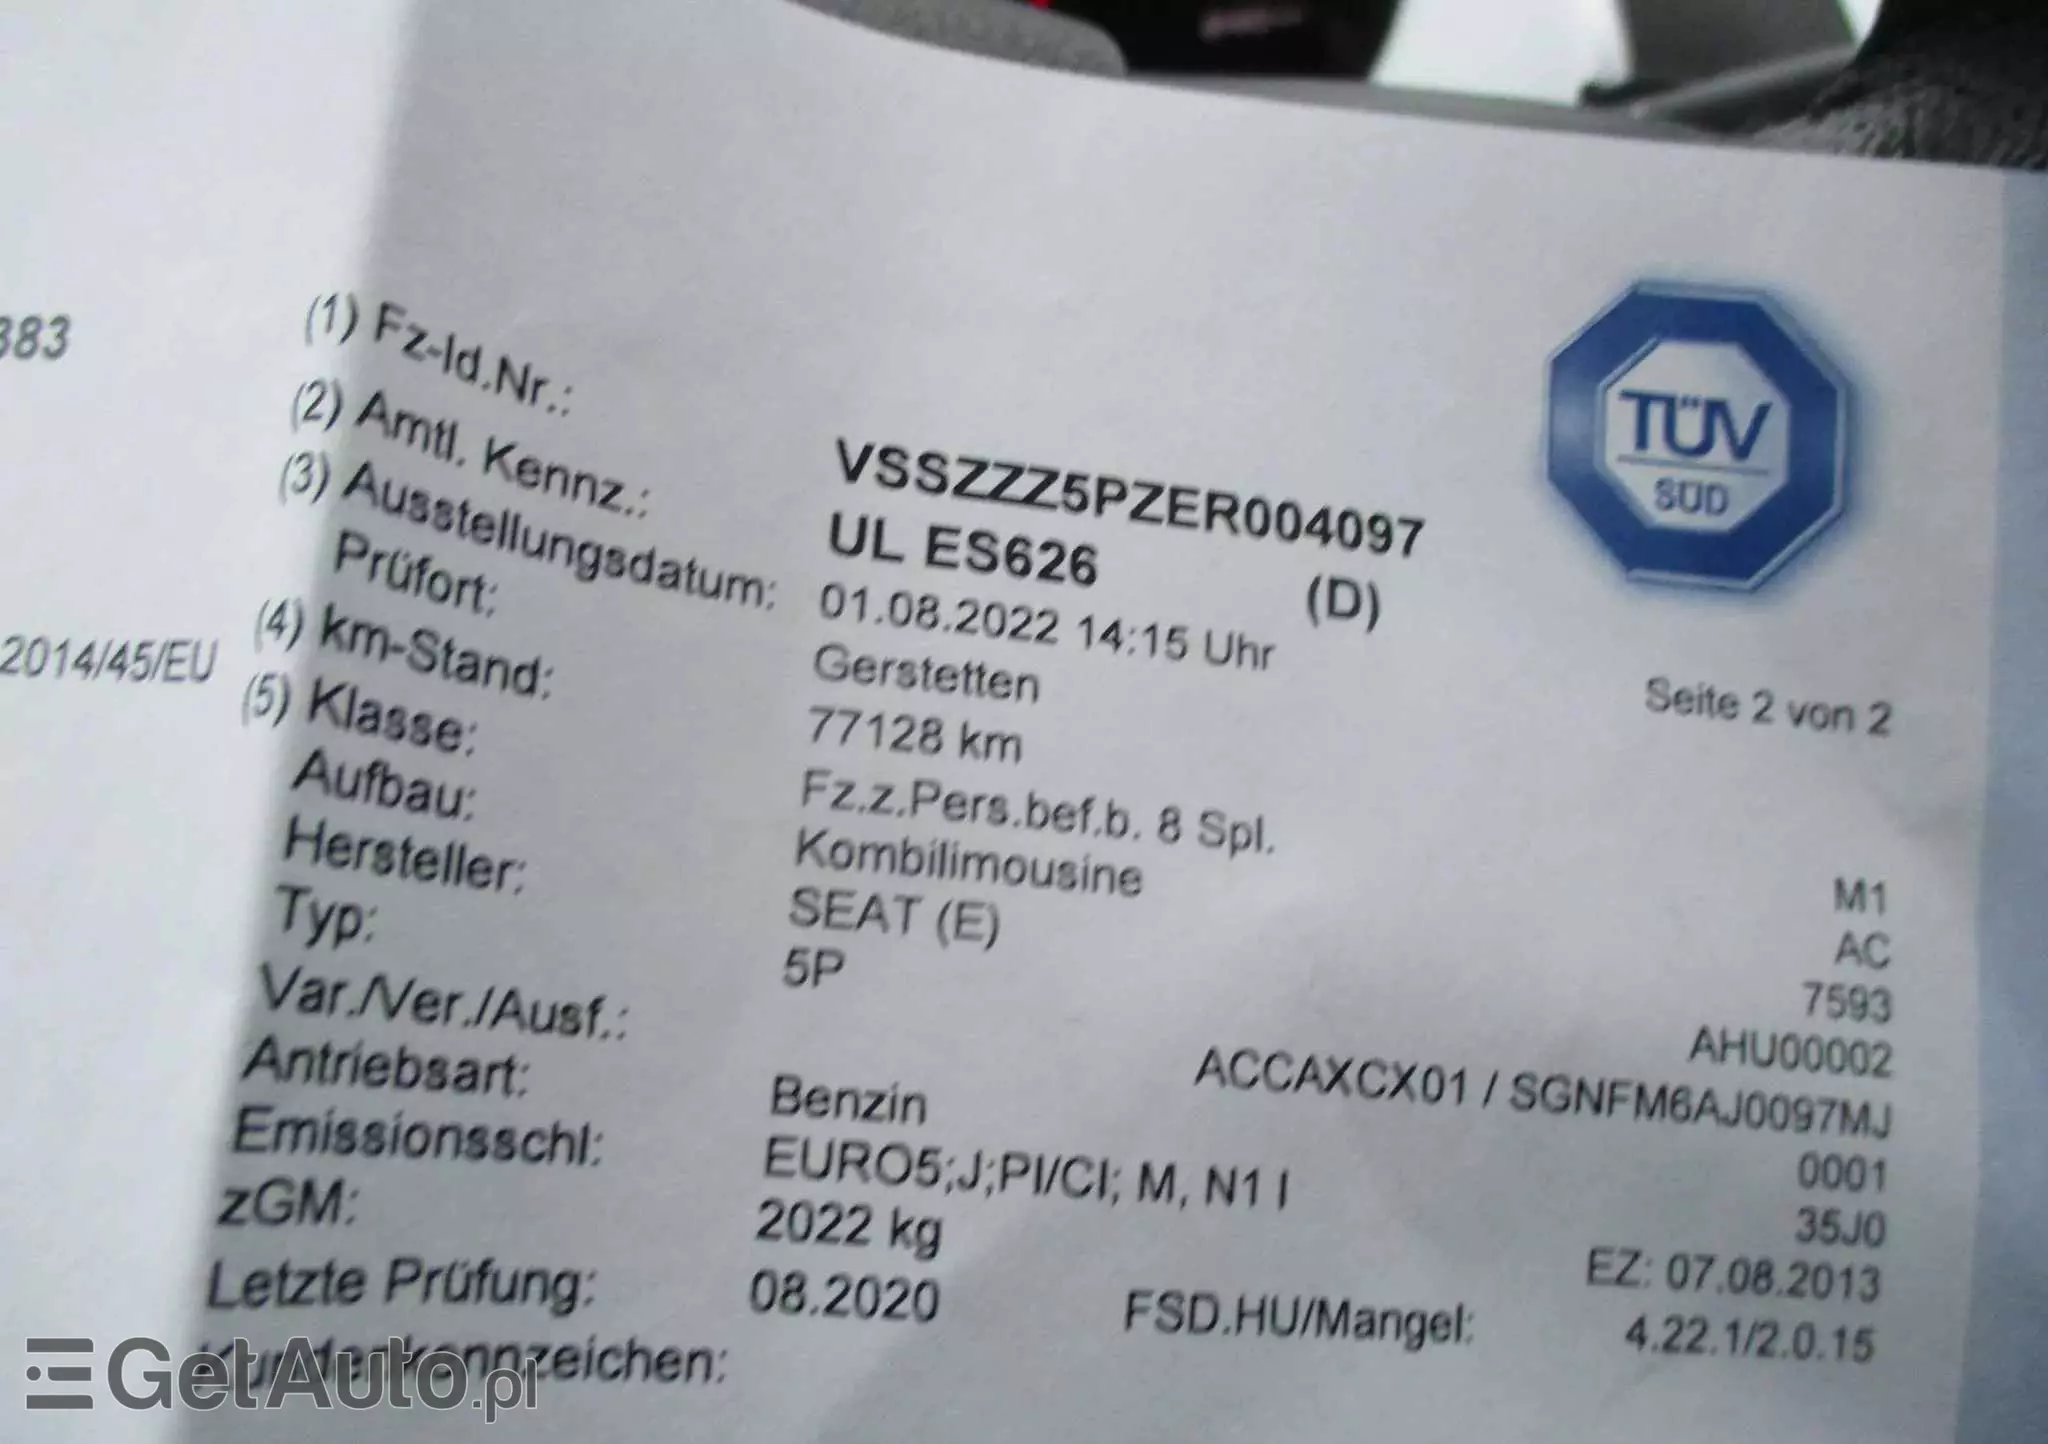 383
2014/45/EU
TÜV
SÜD
(1) Fz-Id.Nr.: VSSZZZ5PZER004097
(2) Amtl. Kennz.: UL ES626 (D)
(3) Ausstellungsdatum: 01.08.2022 14:15 Uhr
Prüfort: Gerstetten Seite 2 von 2
(4) km-Stand: 77128 km
(5) Klasse: Fz.z.Pers.bef.b. 8 Spl. M1
Aufbau: Kombilimousine AC
Hersteller: SEAT (E) 7593
Typ: 5P AHU00002
Var./Ver./Ausf.: ACCAXCX01 / SGNFM6AJ0097MJ
Antriebsart: Benzin 0001
Emissionsschl: EURO5;J;PI/CI; M, N1 I 35J0
zGM: 2022 kg EZ: 07.08.2013
Letzte Prüfung: 08.2020 FSD.HU/Mangel: 4.22.1/2.0.15
Kundenkennzeichen:
GetAuto.pl